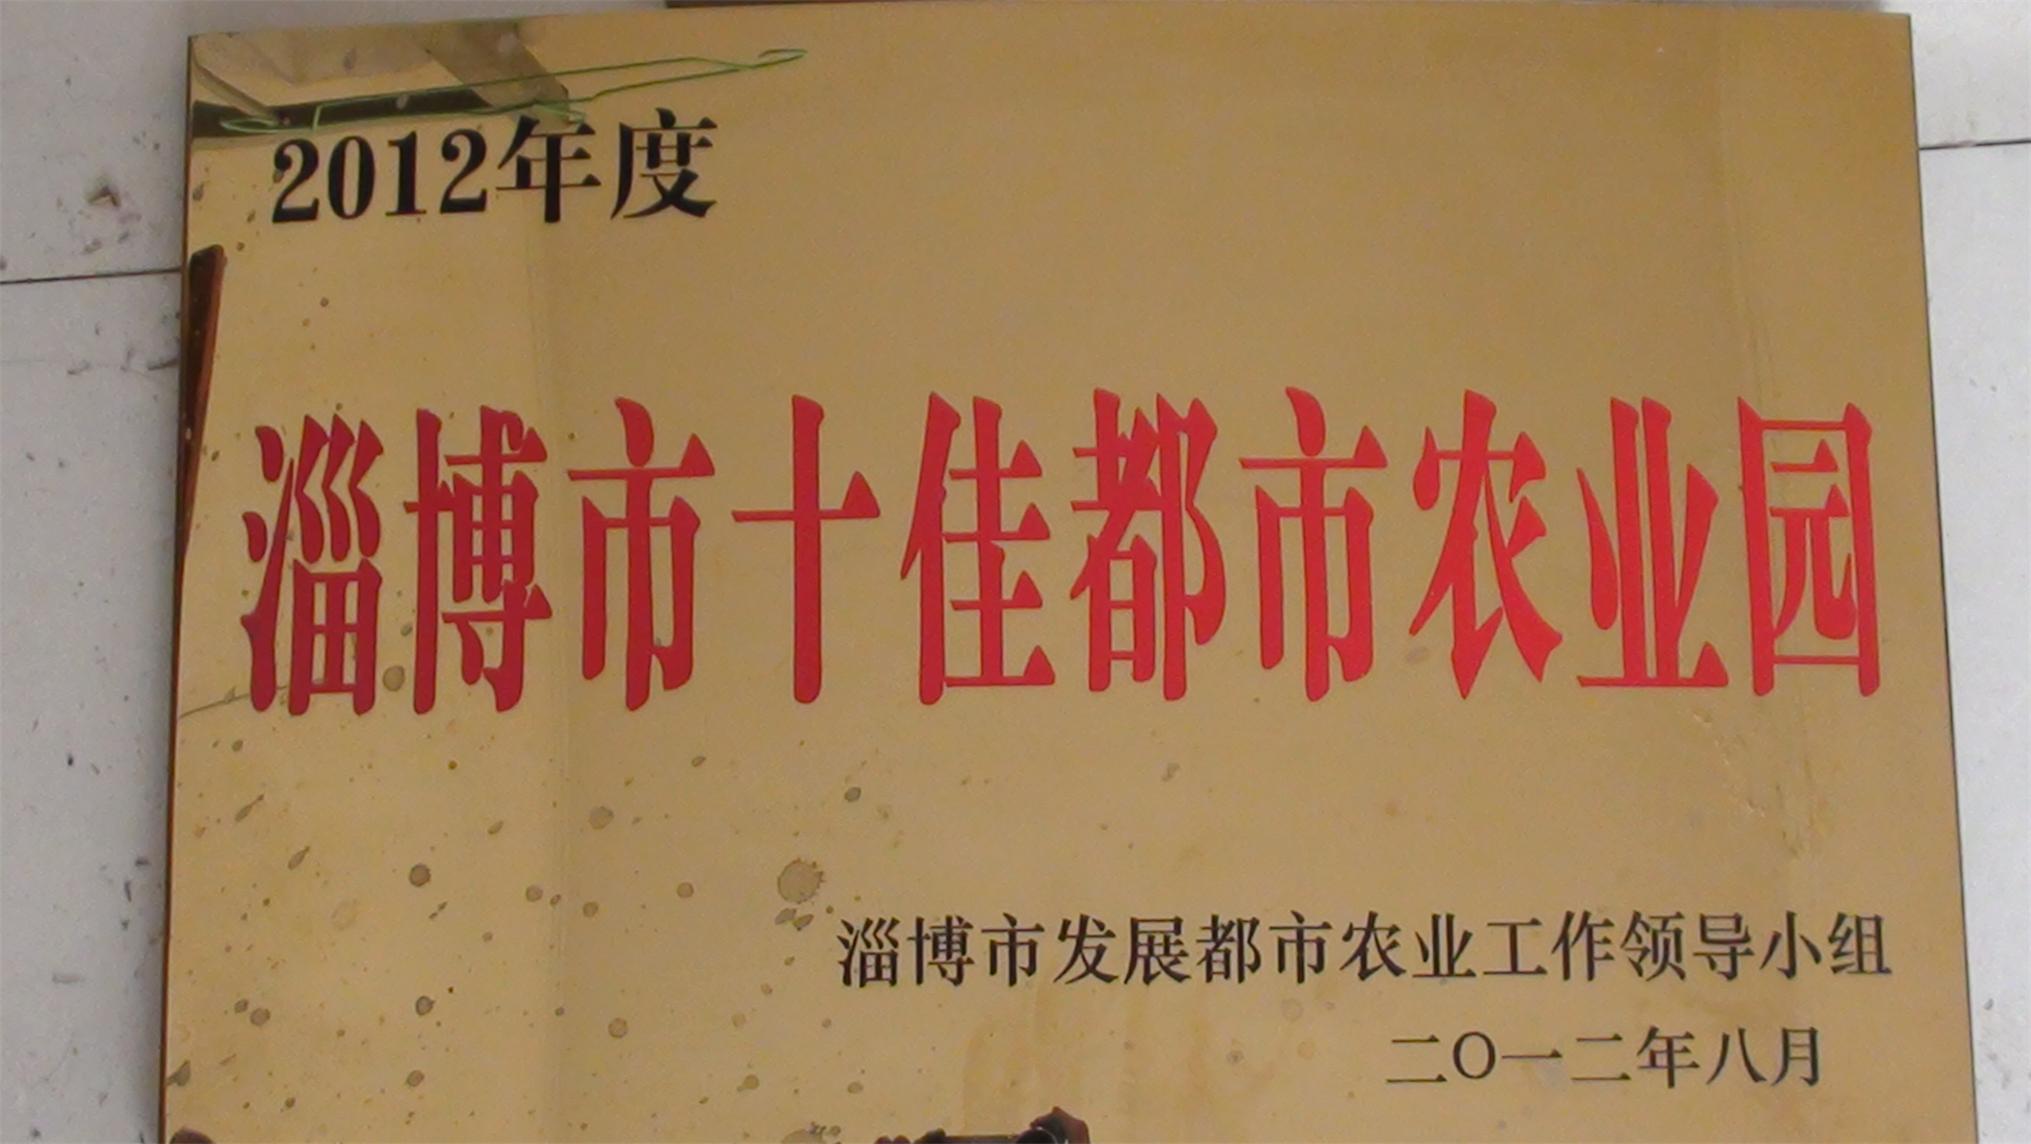 2012年度
淄博市十佳都市农业园
淄博市发展都市农业工作领导小组
二〇一二年八月